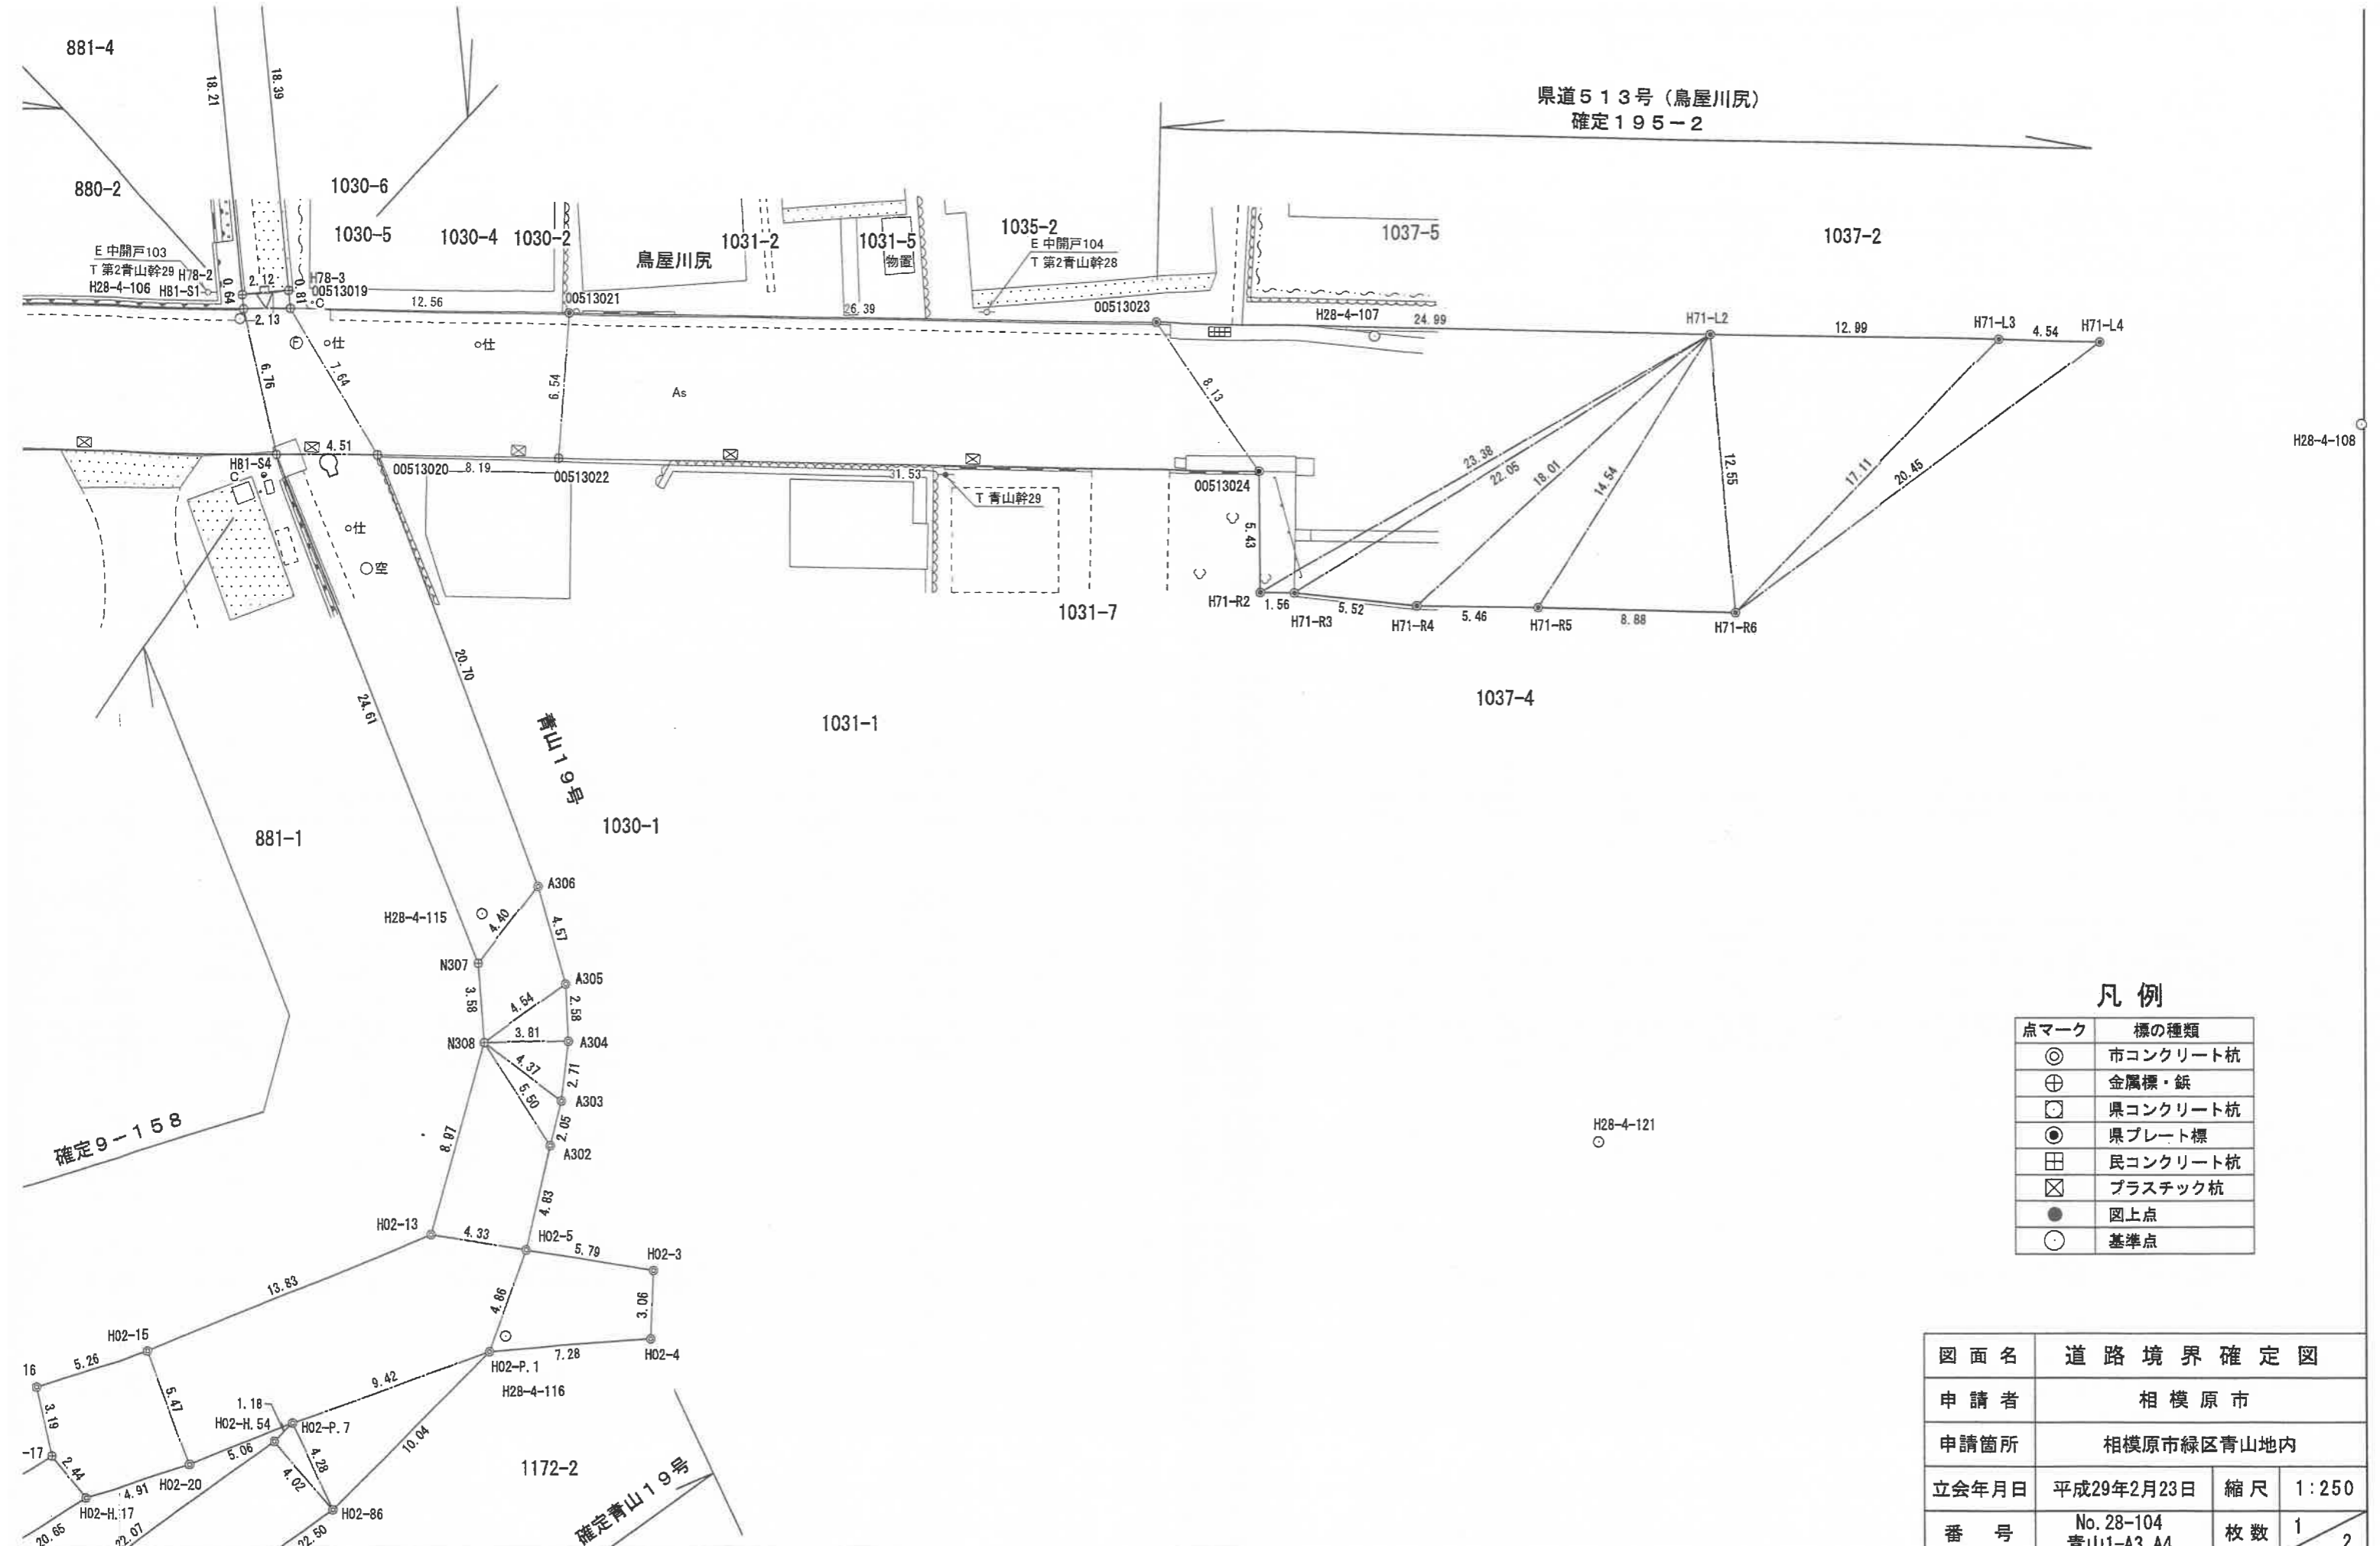 881-4
18.21
18.39
県道５１３号（鳥屋川尻）
確定１９５－２
880-2
1030-6
1030-5
1030-4
1030-2
鳥屋川尻
1031-2
1031-5
物置
1035-2
E 中開戸104
T 第2青山幹28
1037-5
1037-2
E 中開戸103
T 第2青山幹29
H78-2
H28-4-106
HB1-S1
0.64
2.12
0.81
H78-3
00513019
C
12.56
00513021
26.39
00513023
H28-4-107
24.99
H71-L2
12.99
H71-L3
4.54
H71-L4
2.13
F
仕
仕
6.76
7.64
6.54
As
8.13
H28-4-108
HB1-S4
C
4.51
00513020
8.19
00513022
31.53
T 青山幹29
00513024
23.38
22.05
18.01
14.54
12.55
17.11
20.45
仕
空
5.43
H71-R2
1.56
H71-R3
5.52
H71-R4
5.46
H71-R5
8.88
H71-R6
1031-7
20.70
24.61
1037-4
1031-1
青山１９号
1030-1
881-1
A306
H28-4-115
4.40
4.57
N307
A305
3.58
4.54
2.58
3.81
N308
A304
4.37
2.71
5.50
A303
2.05
A302
確定９－１５８
8.97
4.83
H28-4-121
H02-13
4.33
H02-5
5.79
H02-3
13.83
4.86
3.06
H02-15
H02-4
7.28
H02-P.1
H28-4-116
16
5.26
5.47
9.42
3.19
1.18
H02-H.54
H02-P.7
-17
2.44
5.06
4.28
10.04
4.02
H02-20
4.91
H02-H.17
H02-86
1172-2
確定青山１９号
20.65
22.07
22.50
凡例
点マーク 標の種類
市コンクリート杭
金属標・鋲
県コンクリート杭
県プレート標
民コンクリート杭
プラスチック杭
図上点
基準点
図面名 道路境界確定図
申請者 相模原市
申請箇所 相模原市緑区青山地内
立会年月日 平成29年2月23日 縮尺 1:250
番号 No.28-104 枚数 1／2
青山1-A3,A4